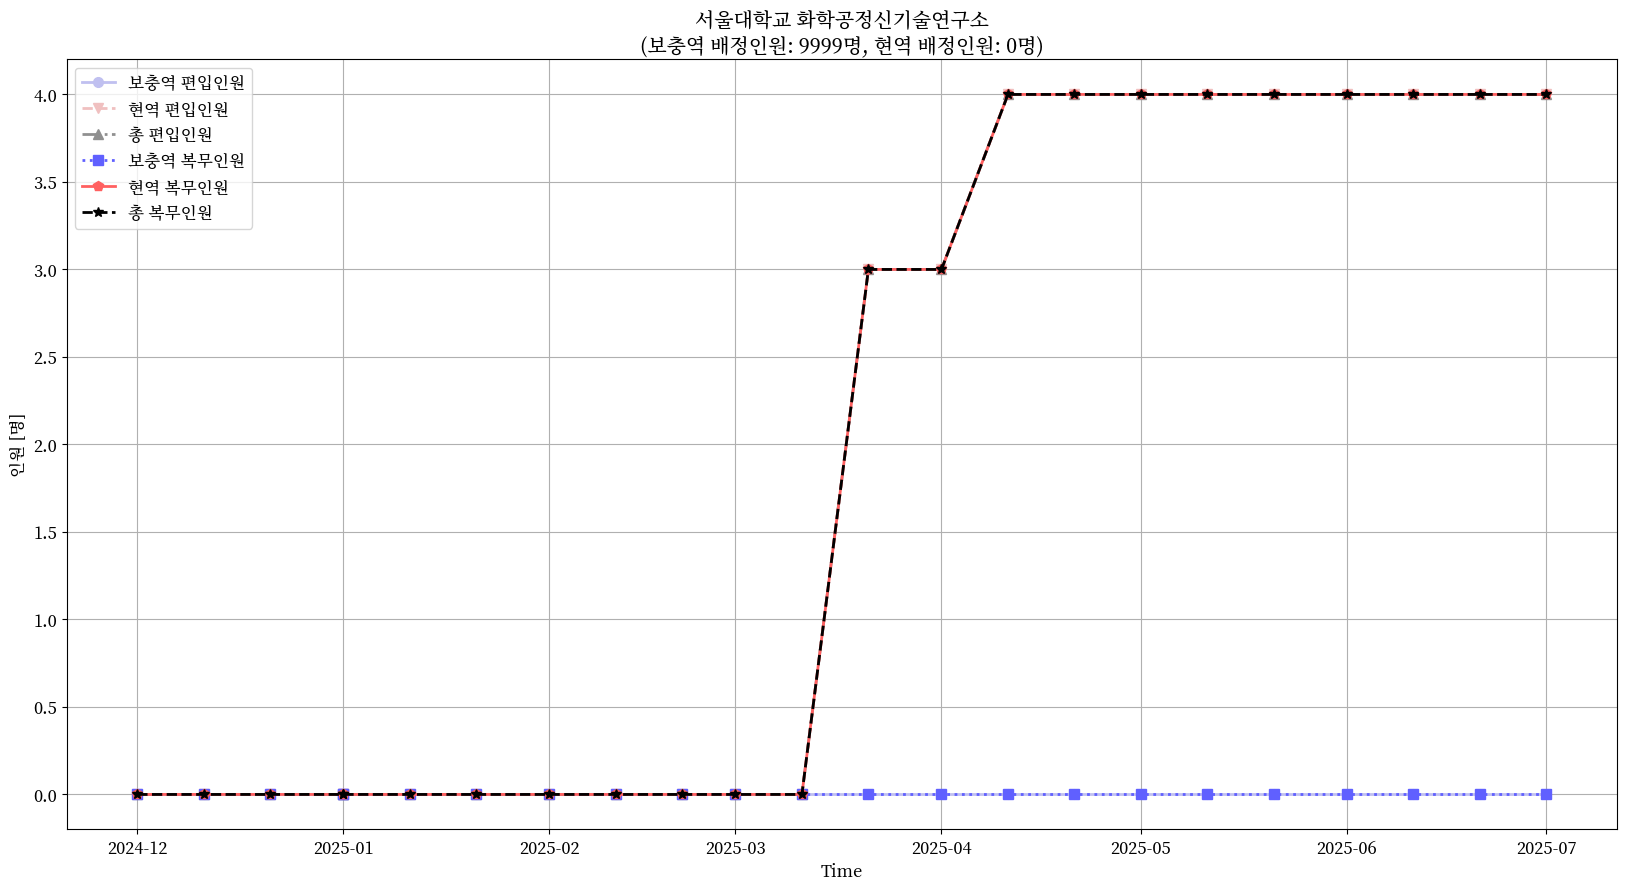 서울대학교 화학공정신기술연구소
(보충역 배정인원: 9999명, 현역 배정인원: 0명)
보충역 편입인원
현역 편입인원
총 편입인원
보충역 복무인원
현역 복무인원
총 복무인원
4.0
3.5
3.0
2.5
2.0
1.5
1.0
0.5
0.0
인원 [명]
2024-12 2025-01 2025-02 2025-03 2025-04 2025-05 2025-06 2025-07
Time